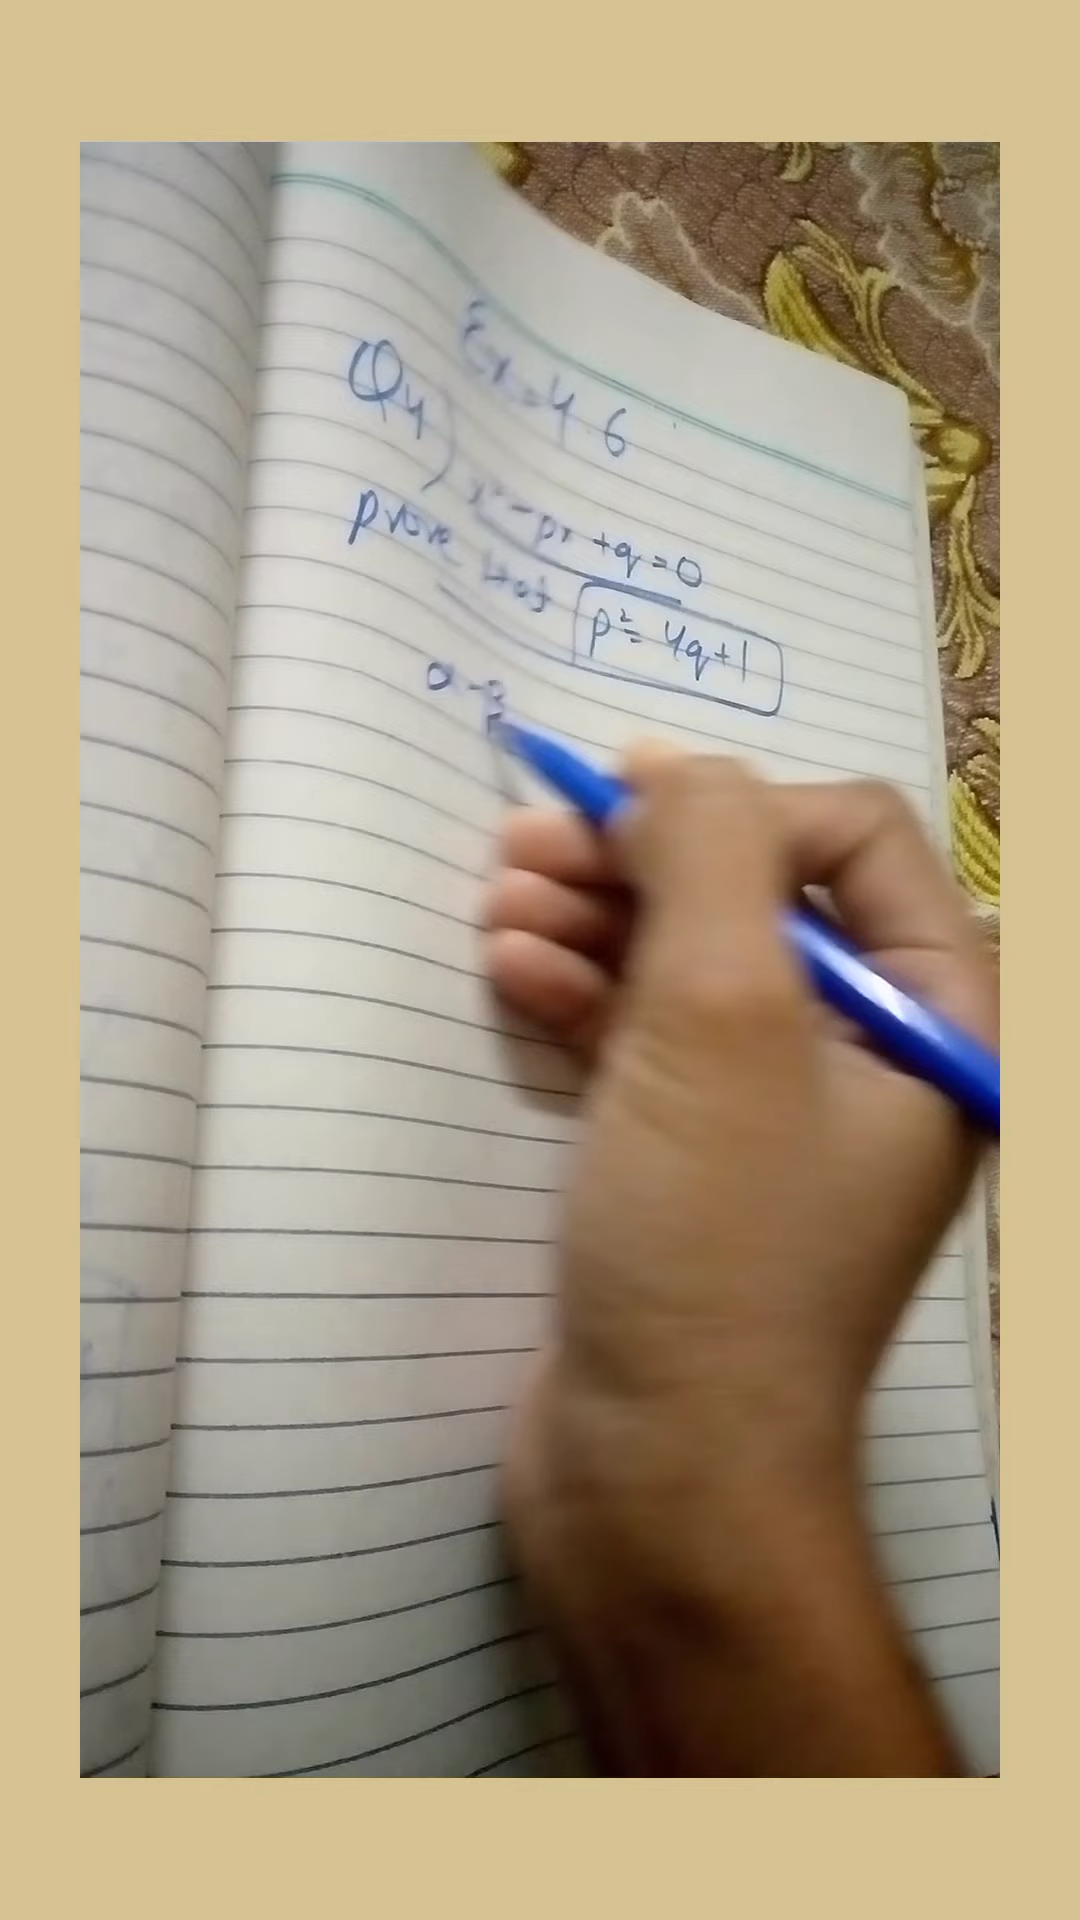 Ex=4.6
Q4) x²-px+q=0
prove that p²=4q+1
α-β